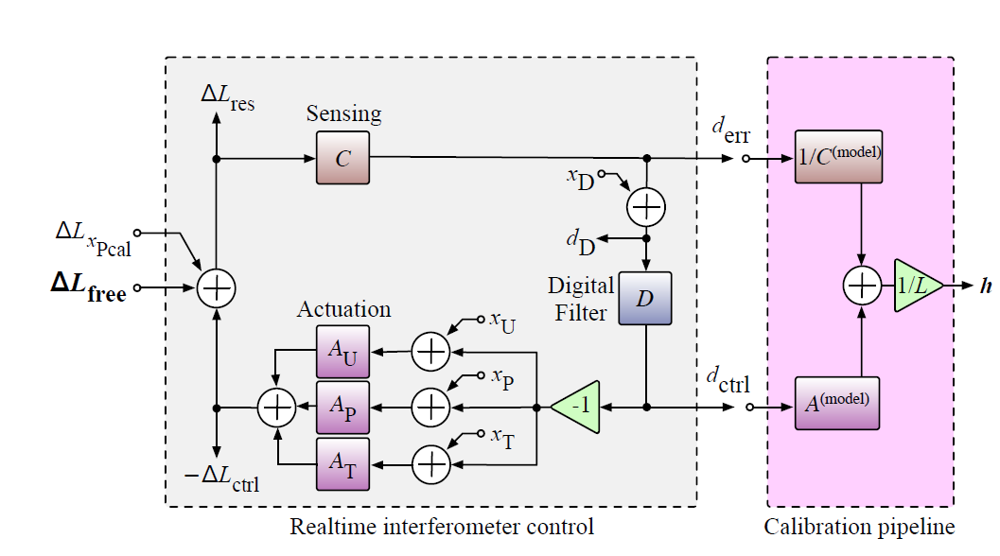 ΔL_res
Sensing
C
d_err
1/C^(model)
x_D
ΔL_x_Pcal
d_D
ΔL_free
Digital
Filter
D
1/L
h
Actuation
A_U
x_U
A_P
x_P
-1
d_ctrl
A^(model)
A_T
x_T
−ΔL_ctrl
Realtime interferometer control
Calibration pipeline